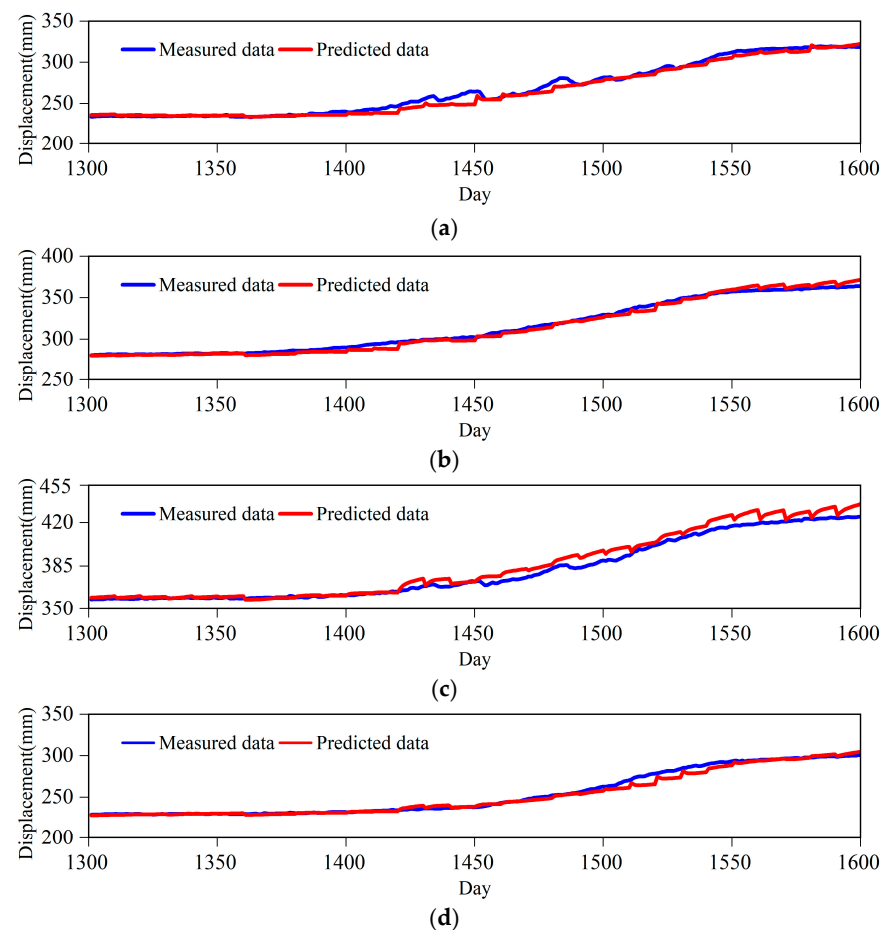 350
Measured data Predicted data
300
250
200
Displacement(mm)
1300 1350 1400 1450 1500 1550 1600
Day
(a)
400
Measured data Predicted data
350
300
250
Displacement(mm)
1300 1350 1400 1450 1500 1550 1600
Day
(b)
455
Measured data Predicted data
420
385
350
Displacement(mm)
1300 1350 1400 1450 1500 1550 1600
Day
(c)
350
Measured data Predicted data
300
250
200
Displacement(mm)
1300 1350 1400 1450 1500 1550 1600
Day
(d)